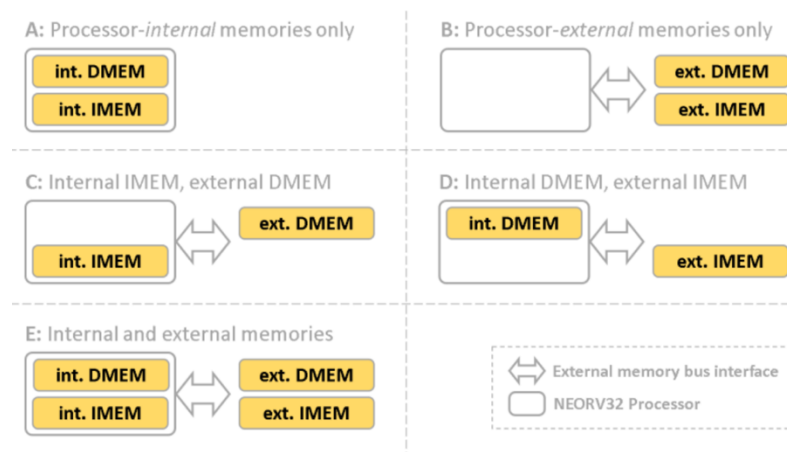 A: Processor-internal memories only
int. DMEM
int. IMEM
B: Processor-external memories only
ext. DMEM
ext. IMEM
C: Internal IMEM, external DMEM
ext. DMEM
int. IMEM
D: Internal DMEM, external IMEM
int. DMEM
ext. IMEM
E: Internal and external memories
int. DMEM
ext. DMEM
int. IMEM
ext. IMEM
External memory bus interface
NEORV32 Processor